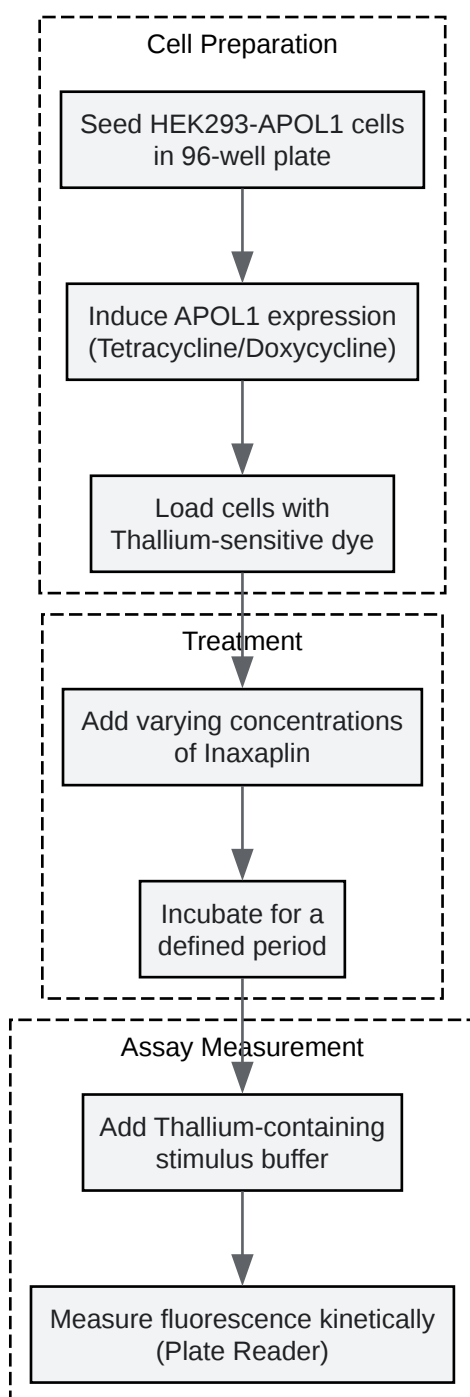 Cell Preparation
Seed HEK293-APOL1 cells
in 96-well plate
Induce APOL1 expression
(Tetracycline/Doxycycline)
Load cells with
Thallium-sensitive dye
Treatment
Add varying concentrations
of Inaxaplin
Incubate for a
defined period
Assay Measurement
Add Thallium-containing
stimulus buffer
Measure fluorescence kinetically
(Plate Reader)